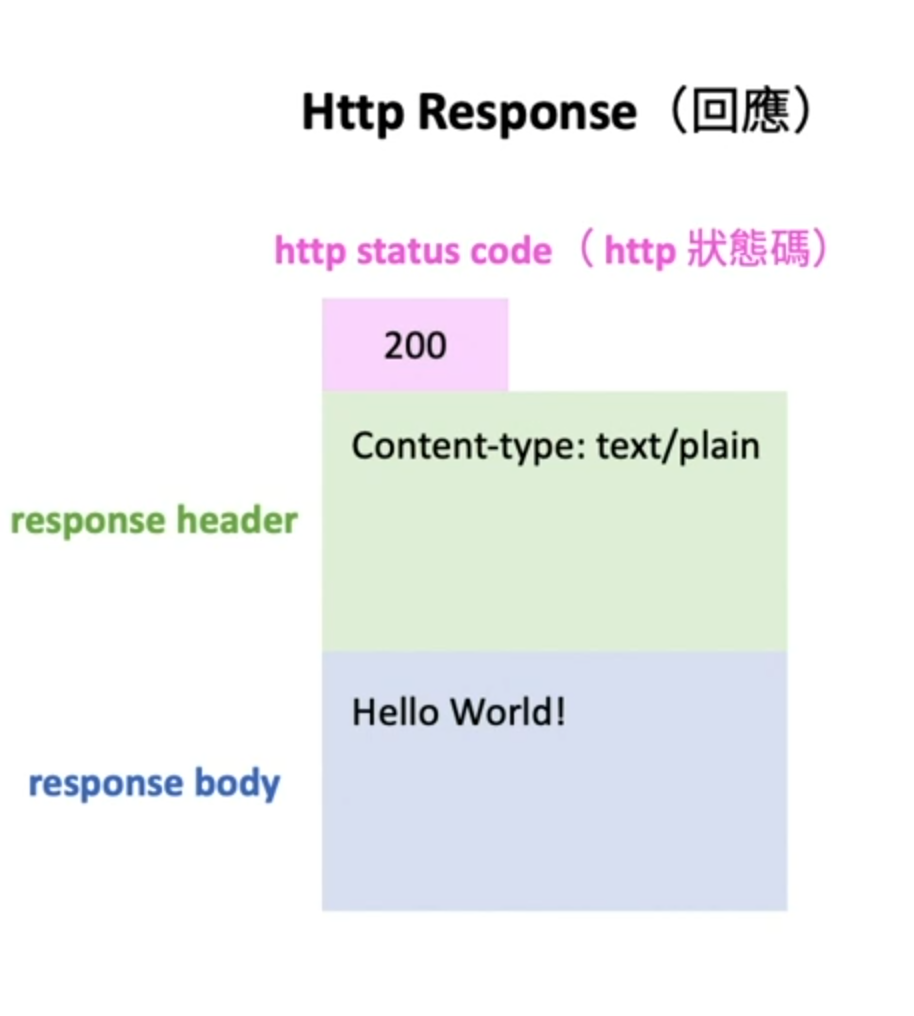 Http Response（回應）
http status code（ http 狀態碼）
200
Content-type: text/plain
response header
Hello World!
response body